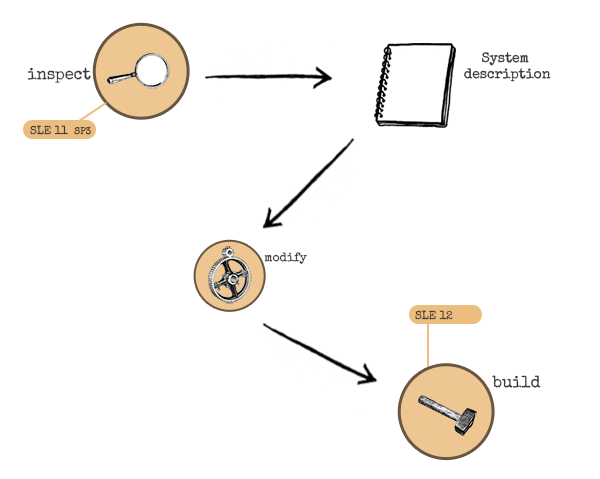 inspect
System
description
SLE 11 SP3
modify
SLE 12
build